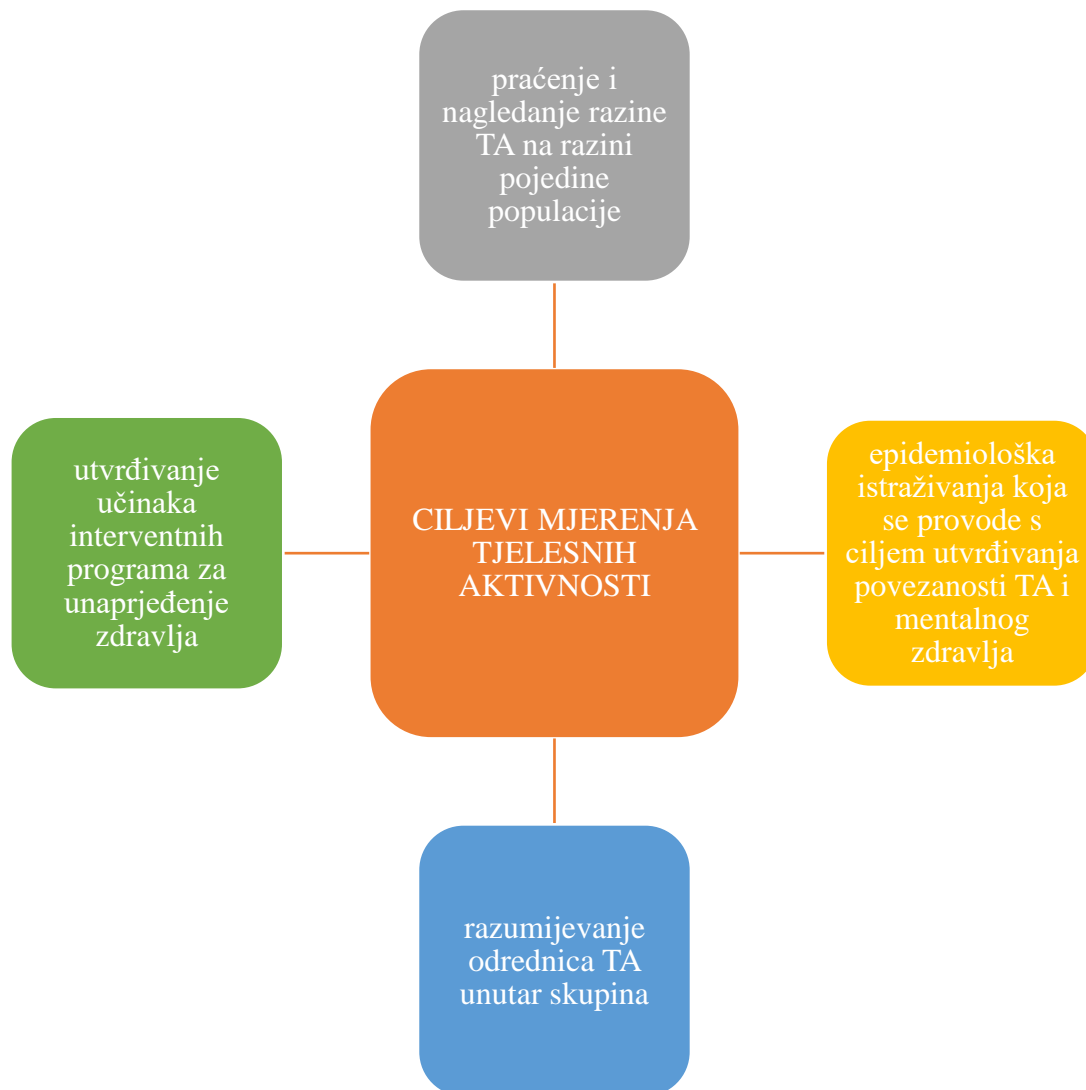 praćenje i
nagledanje razine
TA na razini
pojedine
populacije
utvrđivanje
učinaka
interventnih
programa za
unaprjeđenje
zdravlja
CILJEVI MJERENJA
TJELESNIH
AKTIVNOSTI
epidemiološka
istraživanja koja
se provode s
ciljem utvrđivanja
povezanosti TA i
mentalnog
zdravlja
razumijevanje
odrednica TA
unutar skupina